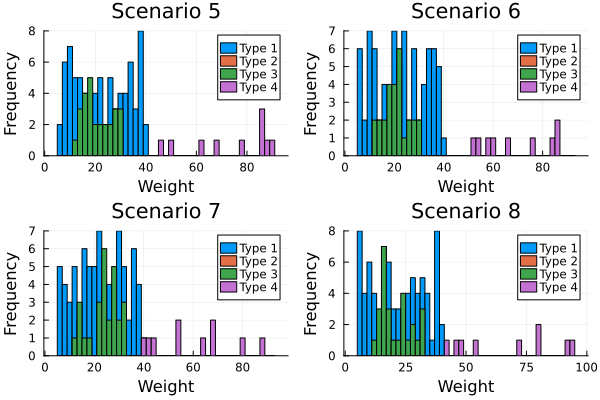 Scenario 5
Frequency
8
6
4
2
0
Type 1
Type 2
Type 3
Type 4
0 20 40 60 80
Weight
Scenario 6
Frequency
7
6
5
4
3
2
1
0
Type 1
Type 2
Type 3
Type 4
0 20 40 60 80
Weight
Scenario 7
Frequency
7
6
5
4
3
2
1
0
Type 1
Type 2
Type 3
Type 4
0 20 40 60 80
Weight
Scenario 8
Frequency
8
6
4
2
0
Type 1
Type 2
Type 3
Type 4
0 25 50 75 100
Weight